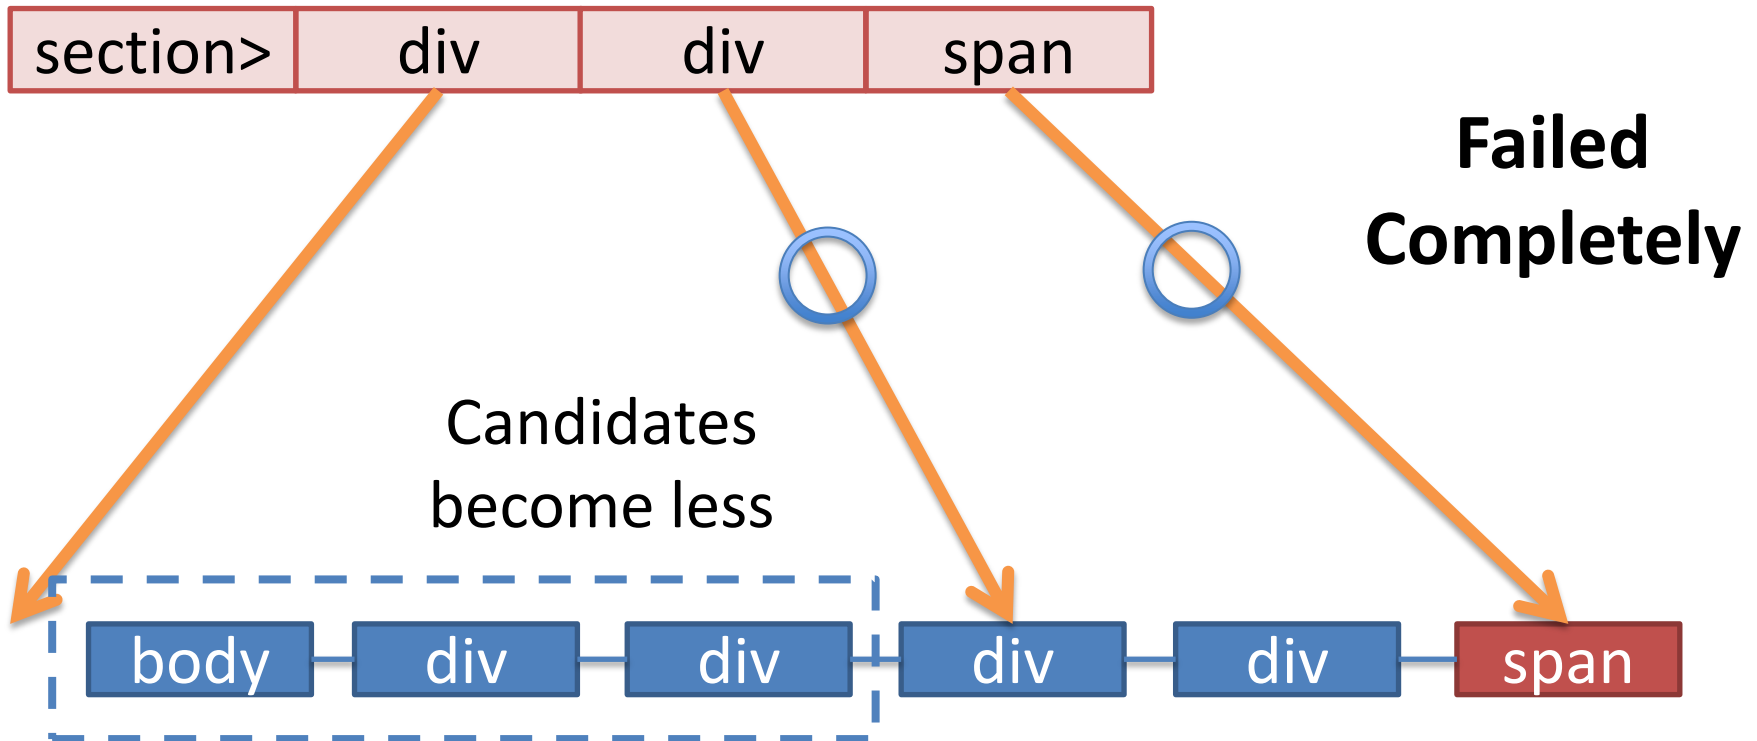 section> div div span
Failed
Completely
Candidates
become less
body div div div div span